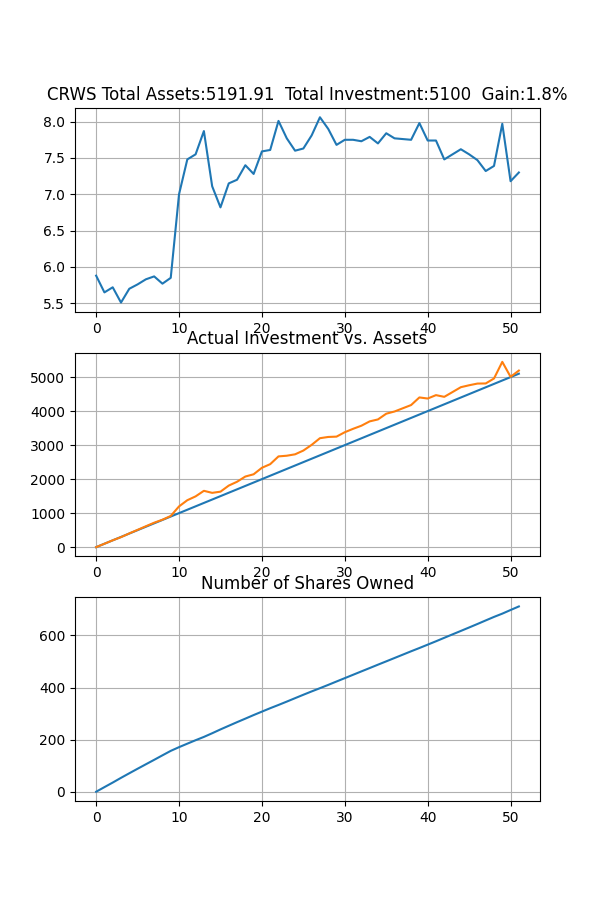 CRWS Total Assets:5191.91  Total Investment:5100  Gain:1.8%
8.0
7.5
7.0
6.5
6.0
5.5
0 10 20 30 40 50
Actual Investment vs. Assets
5000
4000
3000
2000
1000
0
0 10 20 30 40 50
Number of Shares Owned
600
400
200
0
0 10 20 30 40 50